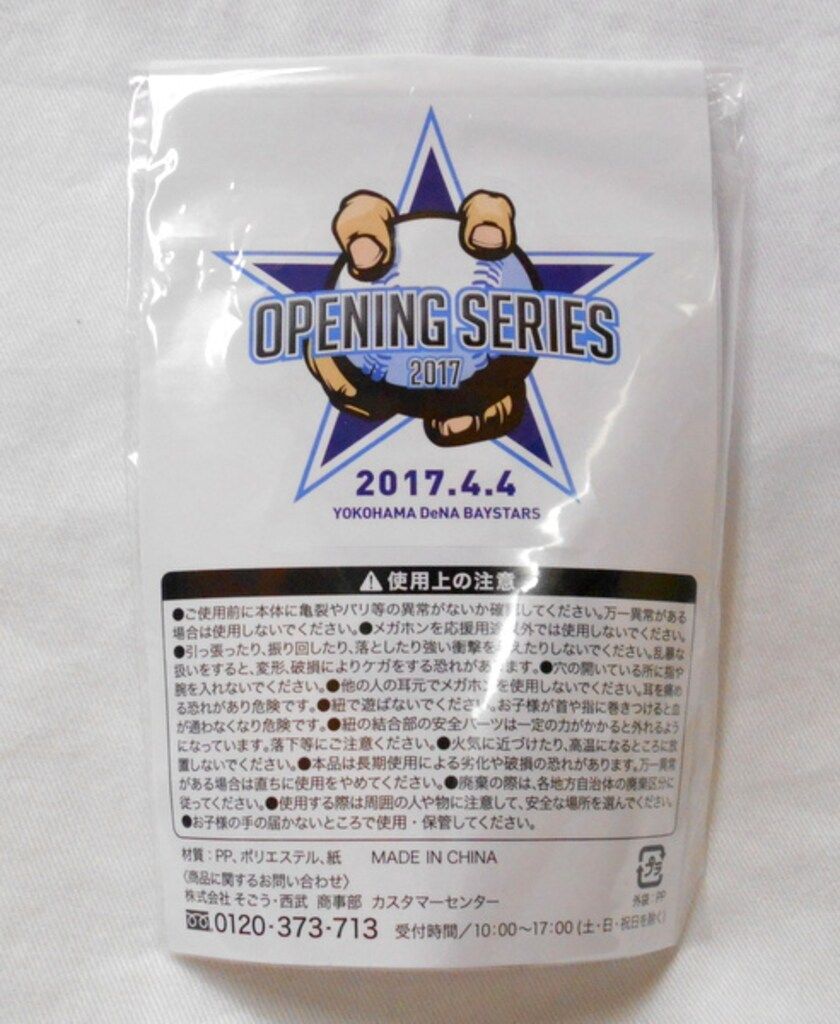 OPENING SERIES
2017
2017.4.4
YOKOHAMA DeNA BAYSTARS
⚠使用上の注意
●ご使用前に本体に亀裂やバリ等の異常がないか確認してください。万一異常がある
場合は使用しないでください。●メガホンを応援用途以外では使用しないでください。
●引っ張ったり、振り回したり、落としたり強い衝撃を与えたりしないでください。乱暴な
扱いをすると、変形、破損によりケガをする恐れがあります。●穴の開いている所に指や
腕を入れないでください。●他の人の耳元でメガホンを使用しないでください。耳を痛め
る恐れがあり危険です。●紐で遊ばないでください。お子様が首や指に巻きつけると血
が通わなくなり危険です。●紐の結合部の安全パーツは一定の力がかかると外れるよう
になっています。落下等にご注意ください。●火気に近づけたり、高温になるところに放
置しないでください。●本品は長期使用による劣化や破損の恐れがあります。万一異常
がある場合は直ちに使用をやめてください。●廃棄の際は、各地方自治体の廃棄区分に
従ってください。●使用する際は周囲の人や物に注意して、安全な場所を選んでください。
●お子様の手の届かないところで使用・保管してください。
材質:PP、ポリエステル、紙 MADE IN CHINA
〈商品に関するお問い合わせ〉
株式会社 そごう・西武 商事部 カスタマーセンター
0120-373-713 受付時間/10:00〜17:00(土・日・祝日を除く)
プラ
外袋:PP